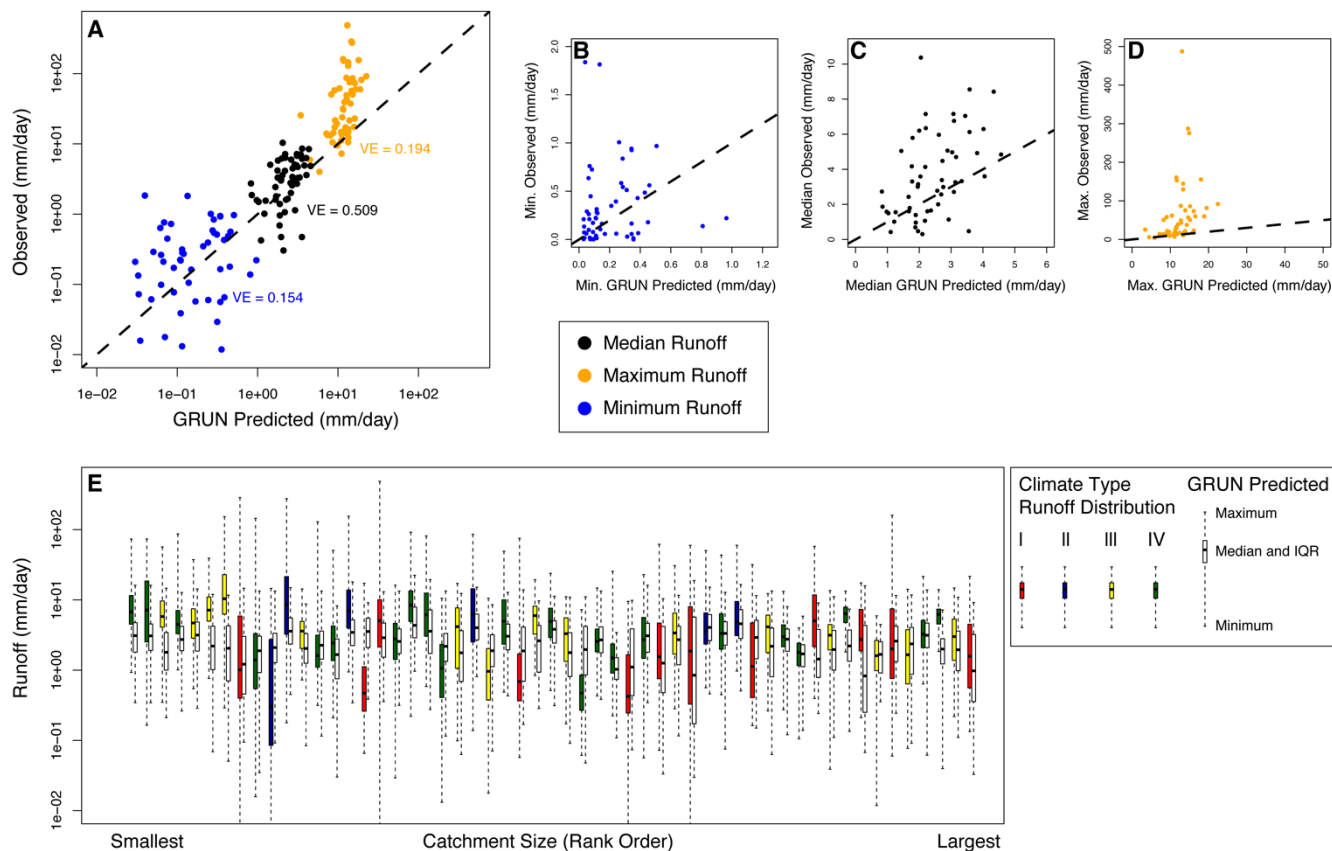 A
Observed (mm/day)
1e+02
1e+01
1e+00
1e-01
1e-02
VE = 0.194
VE = 0.509
VE = 0.154
1e-02 1e-01 1e+00 1e+01 1e+02
GRUN Predicted (mm/day)
B
Min. Observed (mm/day)
2.0
1.5
1.0
0.5
0.0
0.0 0.2 0.4 0.6 0.8 1.0 1.2
Min. GRUN Predicted (mm/day)
C
Median Observed (mm/day)
10
8
6
4
2
0
0 1 2 3 4 5 6
Median GRUN Predicted (mm/day)
D
Max. Observed (mm/day)
500
400
300
200
100
0
0 10 20 30 40 50
Max. GRUN Predicted (mm/day)
Median Runoff
Maximum Runoff
Minimum Runoff
E
Runoff (mm/day)
1e+02
1e+01
1e+00
1e-01
1e-02
Smallest Catchment Size (Rank Order) Largest
Climate Type
Runoff Distribution
I II III IV
GRUN Predicted
Maximum
Median and IQR
Minimum